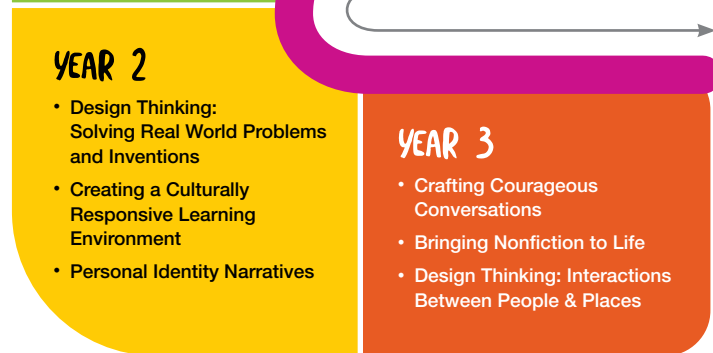 YEAR 2
• Design Thinking:
Solving Real World Problems
and Inventions
• Creating a Culturally
Responsive Learning
Environment
• Personal Identity Narratives
YEAR 3
• Crafting Courageous
Conversations
• Bringing Nonfiction to Life
• Design Thinking: Interactions
Between People & Places